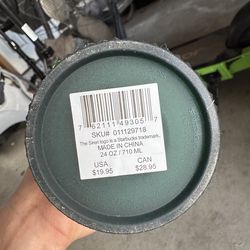 7 62111 49305 7
SKU# 011129718
The Siren logo is a Starbucks trademark.
MADE IN CHINA
24 OZ / 710 ML
USA CAN
$19.95 $28.95